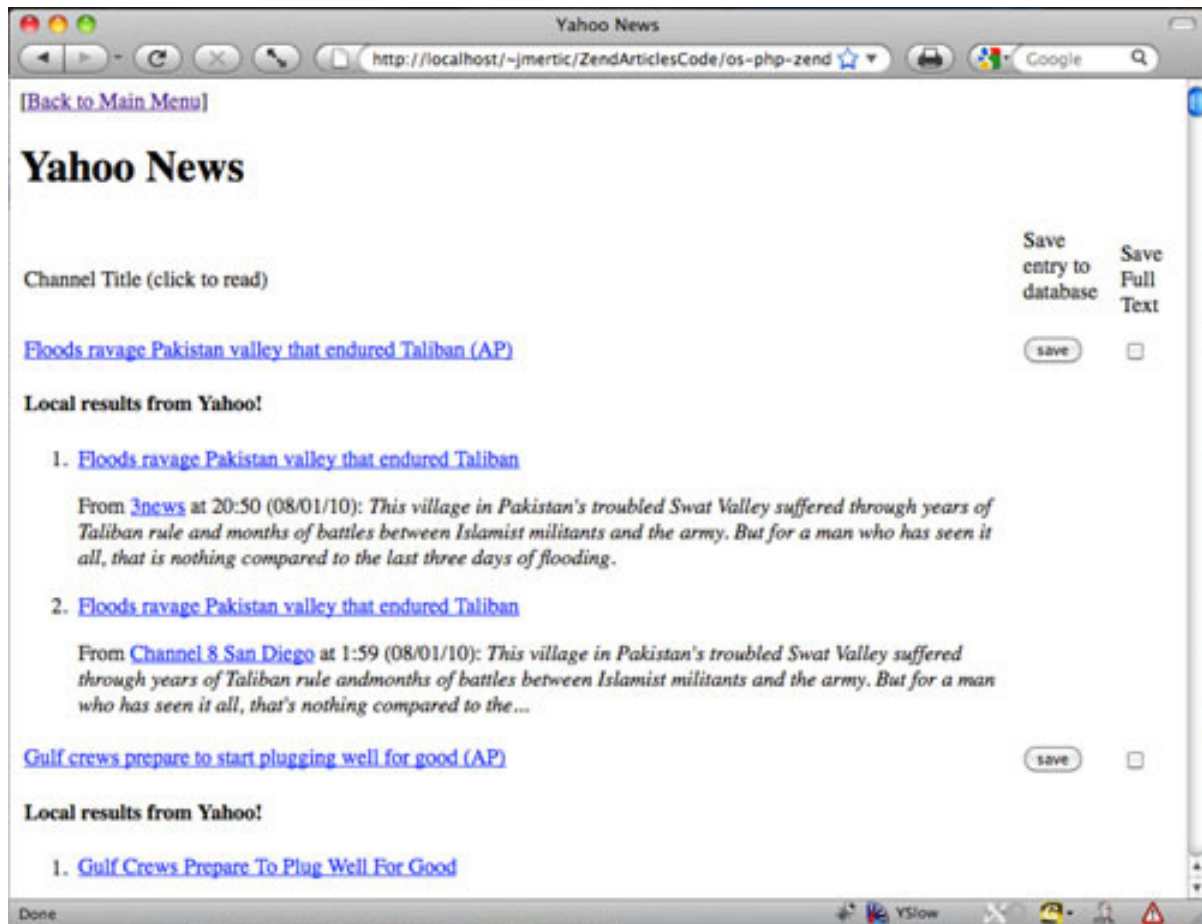 Yahoo News
http://localhost/~jmertic/ZendArticlesCode/os-php-zend
Google
[Back to Main Menu]
Yahoo News
Channel Title (click to read)
Save
entry to
database
Save
Full
Text
Floods ravage Pakistan valley that endured Taliban (AP)
save
Local results from Yahoo!
1. Floods ravage Pakistan valley that endured Taliban
From 3news at 20:50 (08/01/10): This village in Pakistan's troubled Swat Valley suffered through years of
Taliban rule and months of battles between Islamist militants and the army. But for a man who has seen it
all, that is nothing compared to the last three days of flooding.
2. Floods ravage Pakistan valley that endured Taliban
From Channel 8 San Diego at 1:59 (08/01/10): This village in Pakistan's troubled Swat Valley suffered
through years of Taliban rule andmonths of battles between Islamist militants and the army. But for a man
who has seen it all, that's nothing compared to the...
Gulf crews prepare to start plugging well for good (AP)
save
Local results from Yahoo!
1. Gulf Crews Prepare To Plug Well For Good
Done
YSlow